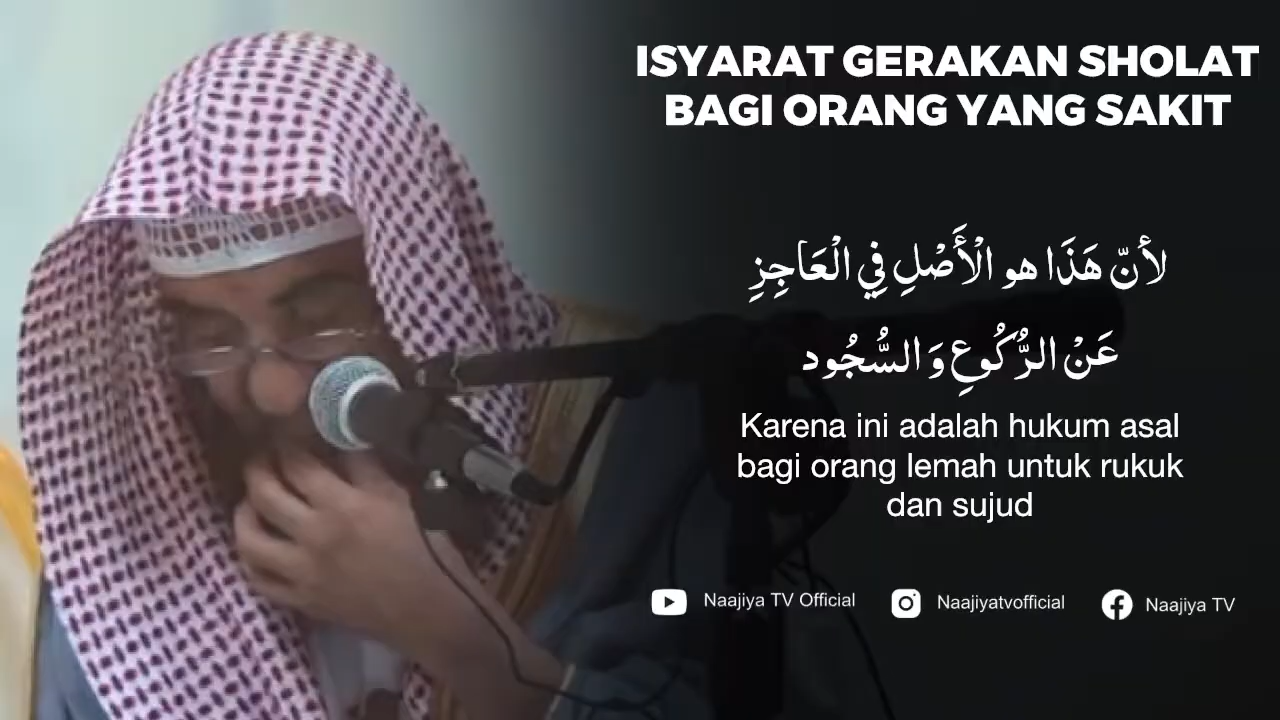 ISYARAT GERAKAN SHOLAT
BAGI ORANG YANG SAKIT
لأنّ هَذَا هو الْأَصْلِ فِي الْعَاجِزِ
عَنْ الرُّكُوعِ وَ السُّجُود
Karena ini adalah hukum asal
bagi orang lemah untuk rukuk
dan sujud
Naajiya TV Official Naajiyatvofficial Naajiya TV